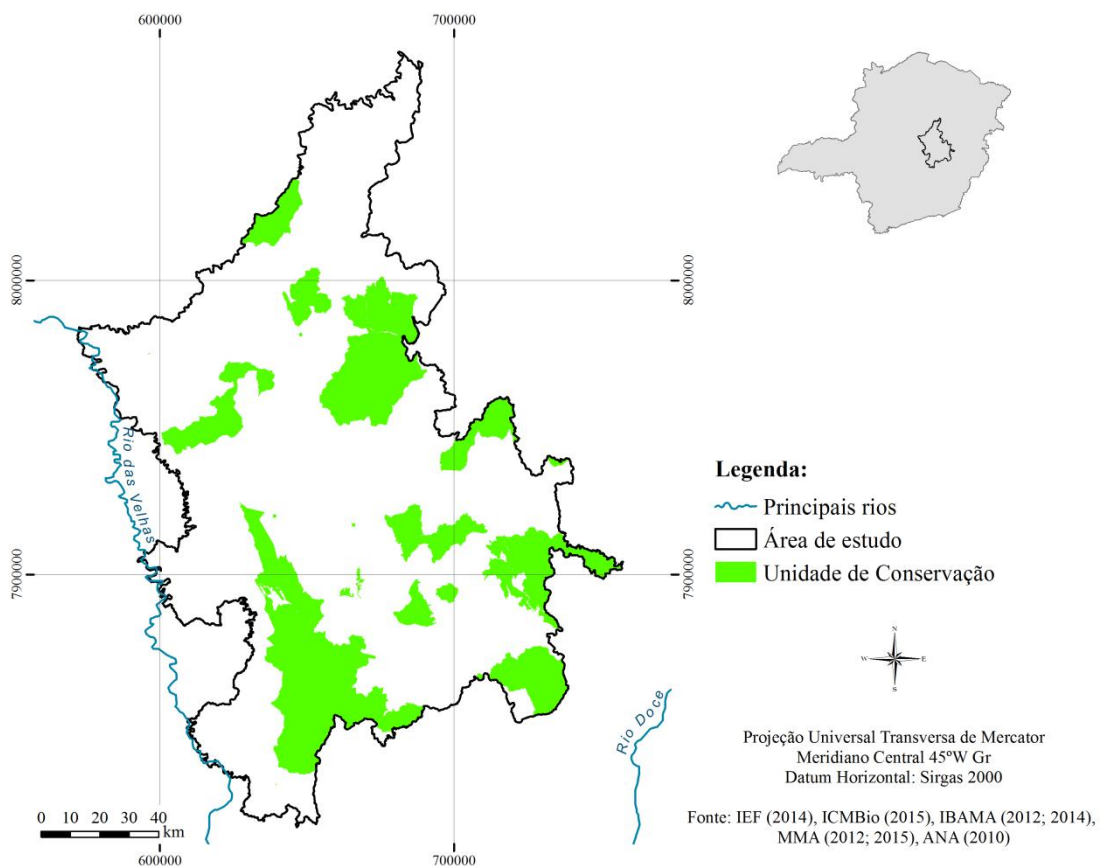 600000
700000
8000000
8000000
Rio das Velhas
Legenda:
Principais rios
Área de estudo
Unidade de Conservação
7900000
7900000
N
W
E
S
Rio Doce
Projeção Universal Transversa de Mercator
Meridiano Central 45ºW Gr
Datum Horizontal: Sirgas 2000
Fonte: IEF (2014), ICMBio (2015), IBAMA (2012; 2014),
MMA (2012; 2015), ANA (2010)
0 10 20 30 40
km
600000
700000